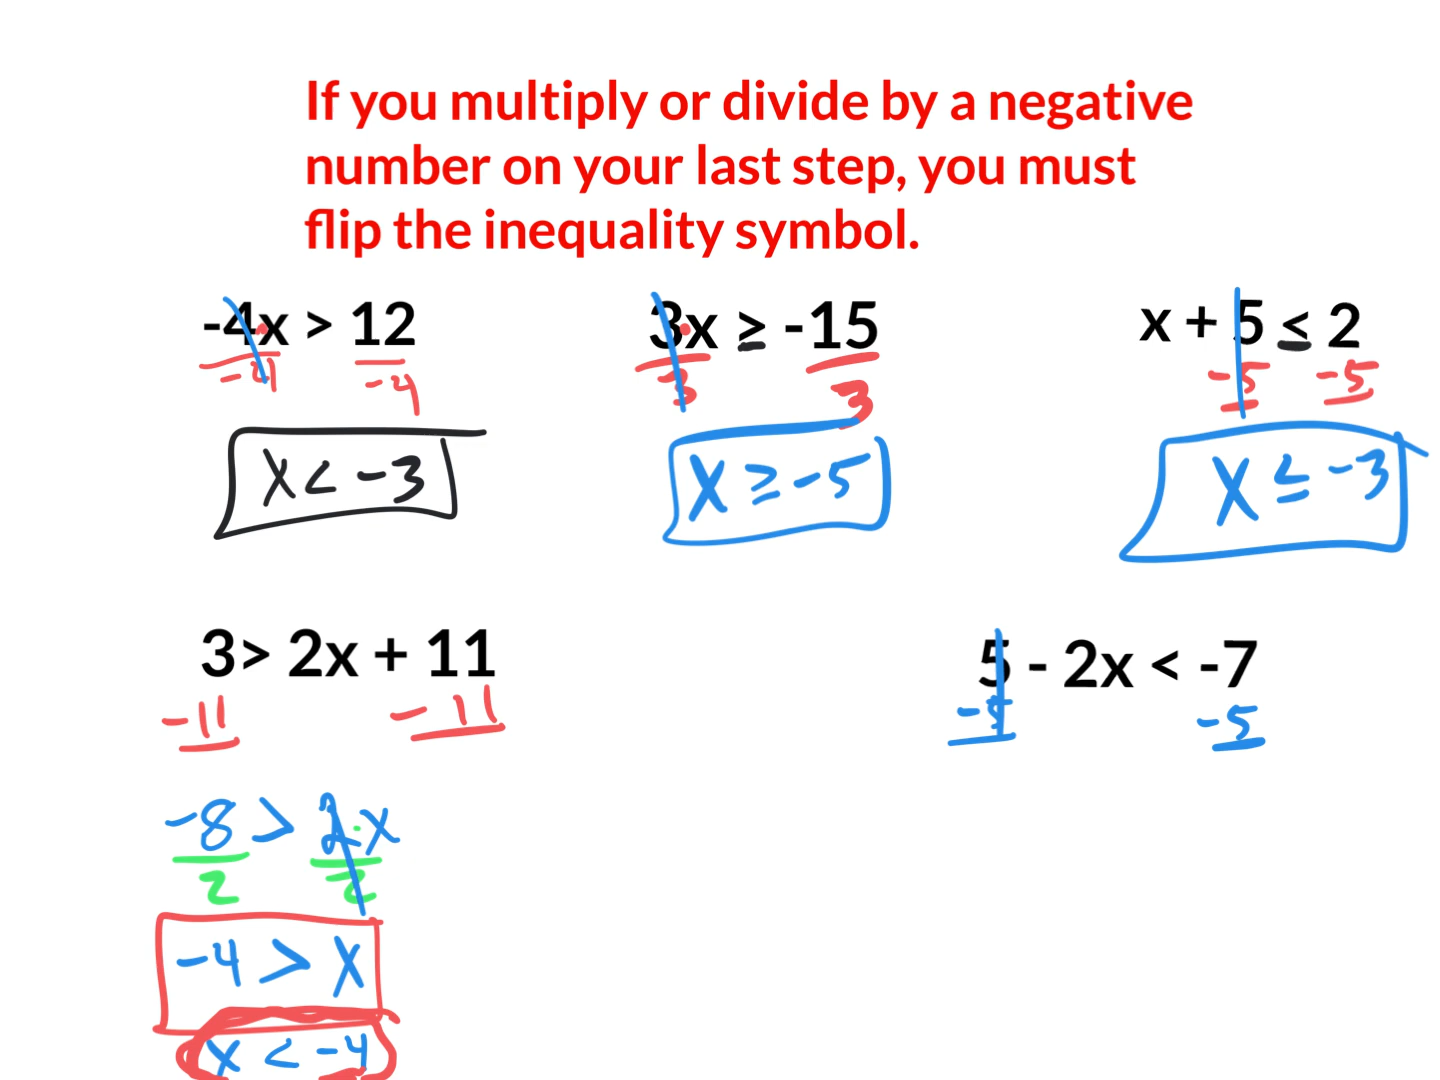 If you multiply or divide by a negative
number on your last step, you must
flip the inequality symbol.
-4x > 12
-4 -4
x < -3
3x ≥ -15
3 3
x ≥ -5
x + 5 ≤ 2
-5 -5
x ≤ -3
3> 2x + 11
-11 -11
-8 > 2x
2 2
-4 > x
x < -4
5 - 2x < -7
-5 -5